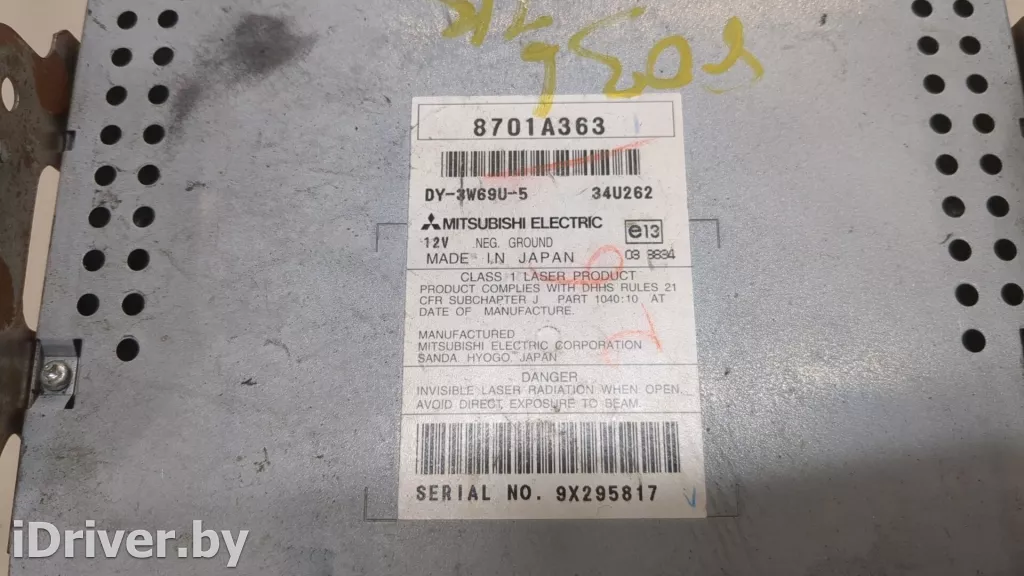 8701A363
DY-3W69U-5 34U262
MITSUBISHI ELECTRIC e13
12V NEG. GROUND
MADE IN JAPAN 03 3834
CLASS 1 LASER PRODUCT
PRODUCT COMPLIES WITH DHHS RULES 21
CFR SUBCHAPTER J PART 1040:10 AT
DATE OF MANUFACTURE.
MANUFACTURED
MITSUBISHI ELECTRIC CORPORATION
SANDA. HYOGO. JAPAN
DANGER
INVISIBLE LASER RADIATION WHEN OPEN.
AVOID DIRECT EXPOSURE TO BEAM.
SERIAL NO. 9X295817
iDriver.by